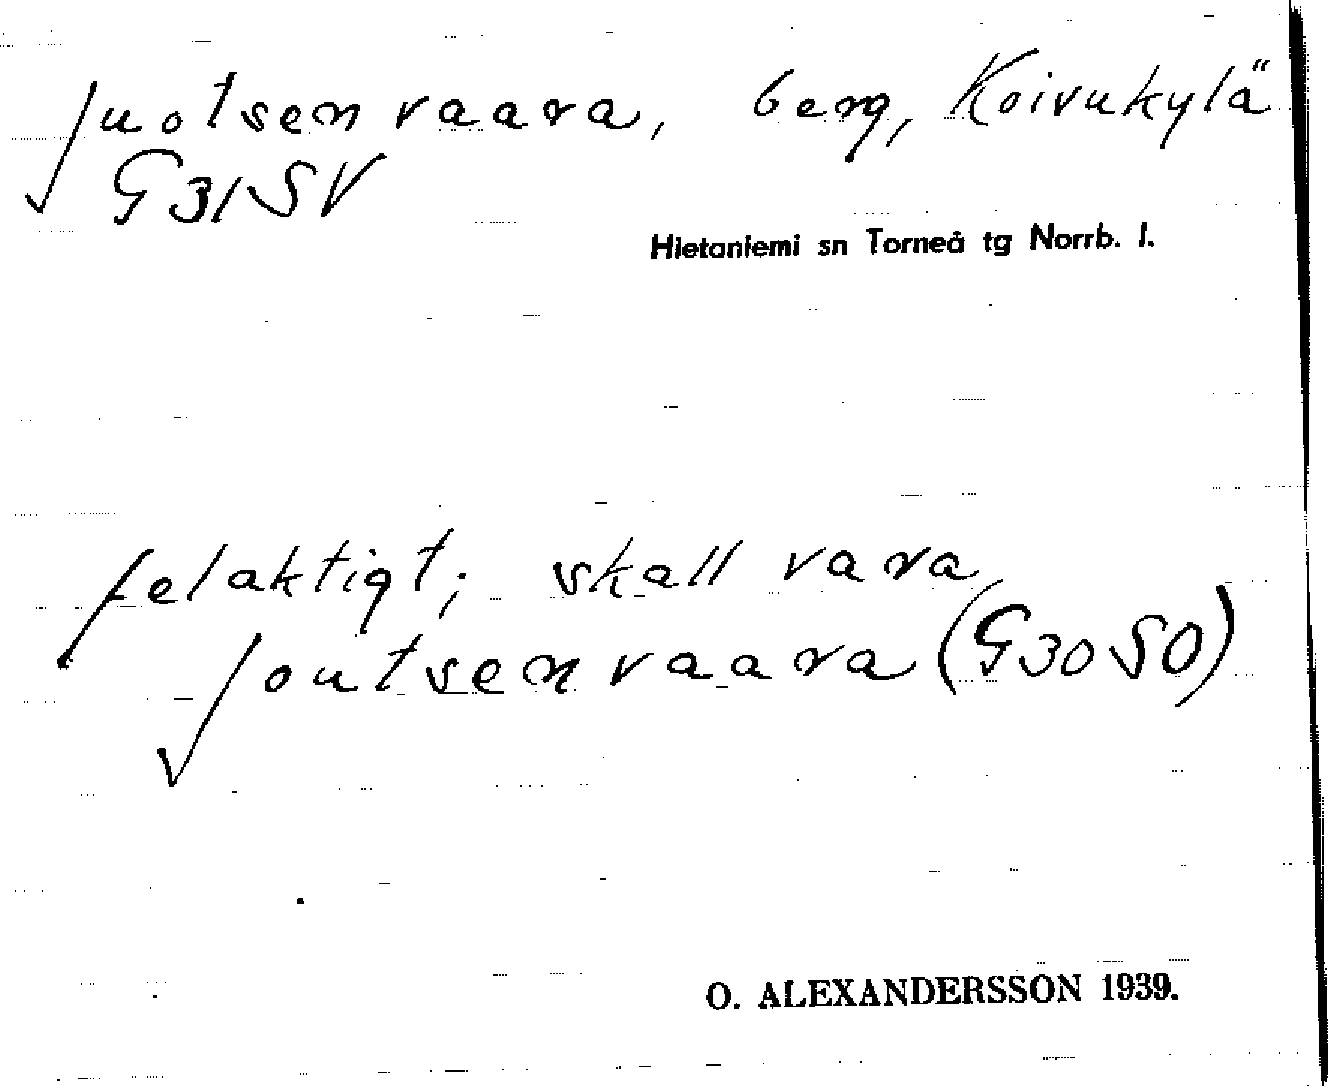 Juotsenvaara, berg, Koivukylä
G31SV
Hietaniemi sn Torneå tg Norrb. l.
felaktigt; skall vara
Joutsenvaara (G30SO)
O. ALEXANDERSSON 1939.